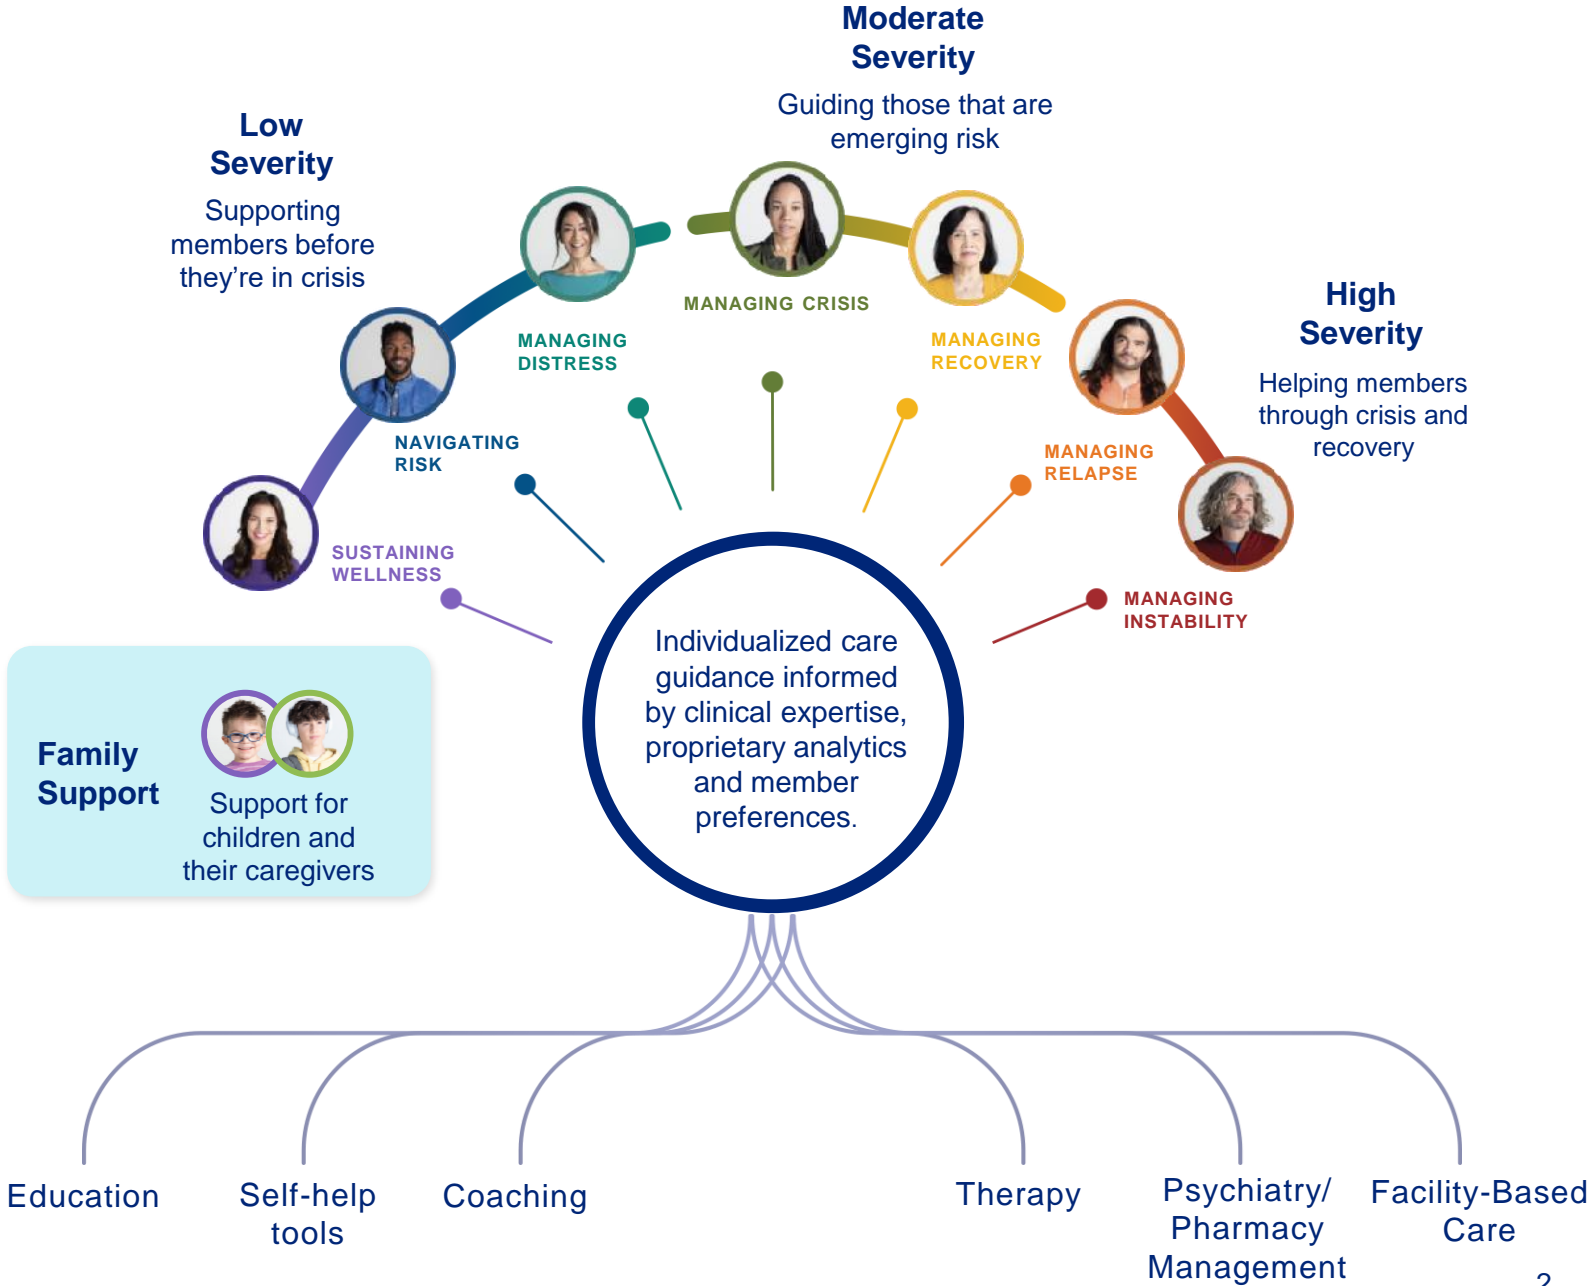 Moderate
Severity
Guiding those that are
emerging risk
Low
Severity
Supporting
members before
they’re in crisis
High
Severity
Helping members
through crisis and
recovery
SUSTAINING
WELLNESS
NAVIGATING
RISK
MANAGING
DISTRESS
MANAGING CRISIS
MANAGING
RECOVERY
MANAGING
RELAPSE
MANAGING
INSTABILITY
Individualized care
guidance informed
by clinical expertise,
proprietary analytics
and member
preferences.
Family
Support
Support for
children and
their caregivers
Education
Self-help
tools
Coaching
Therapy
Psychiatry/
Pharmacy
Management
Facility-Based
Care
2